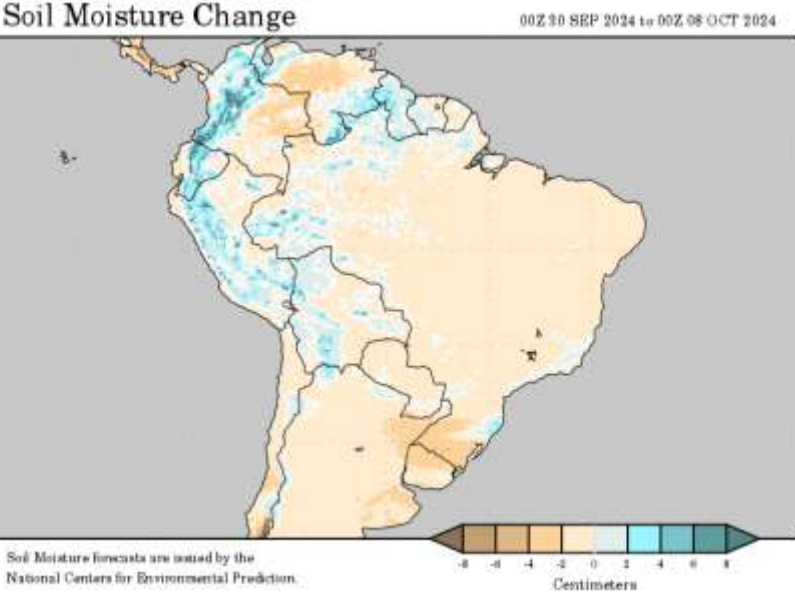 Soil Moisture Change
00Z 30 SEP 2024 to 00Z 08 OCT 2024
-8 -6 -4 -2 0 2 4 6 8
Centimeters
Soil Moisture forecasts are issued by the
National Centers for Environmental Prediction.